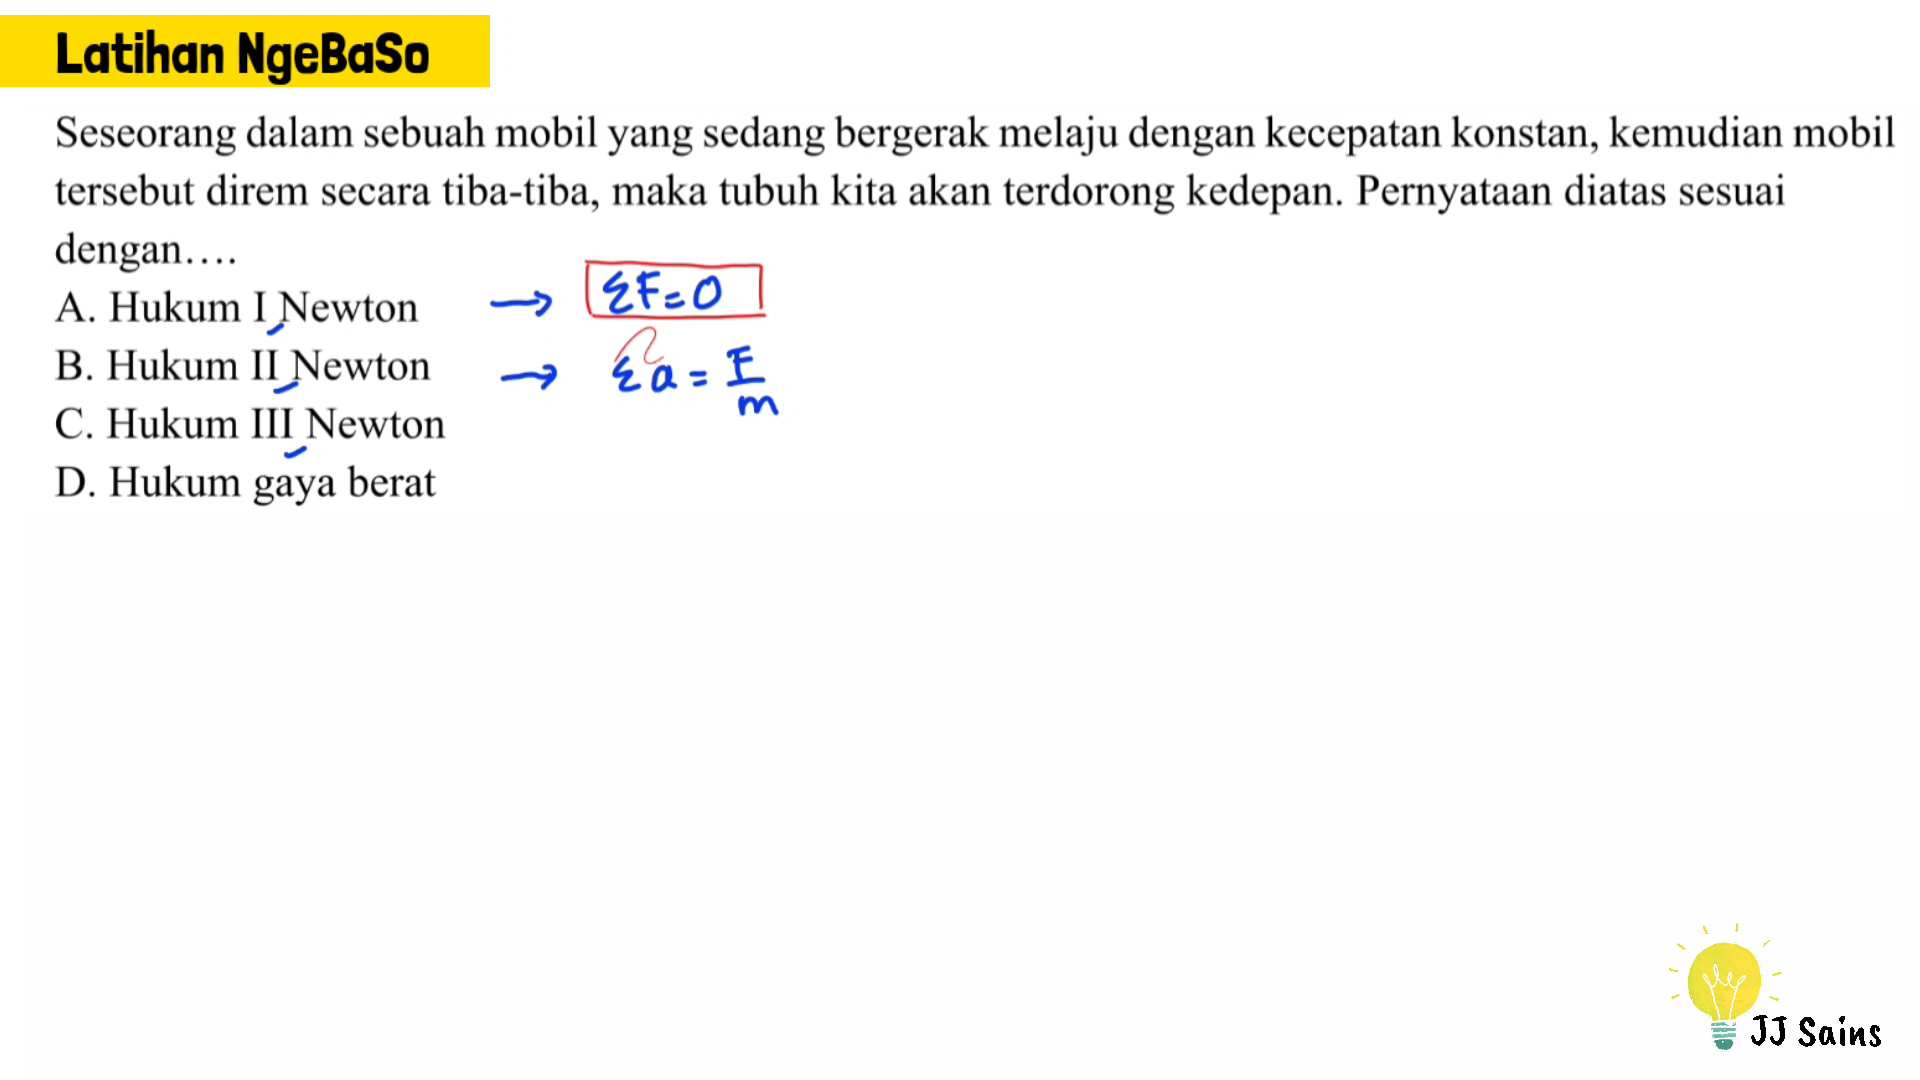 Latihan NgeBaSo
Seseorang dalam sebuah mobil yang sedang bergerak melaju dengan kecepatan konstan, kemudian mobil
tersebut direm secara tiba-tiba, maka tubuh kita akan terdorong kedepan. Pernyataan diatas sesuai
dengan....
A. Hukum I Newton → ΣF=0
B. Hukum II Newton → Σa = F/m
C. Hukum III Newton
D. Hukum gaya berat
JJ Sains